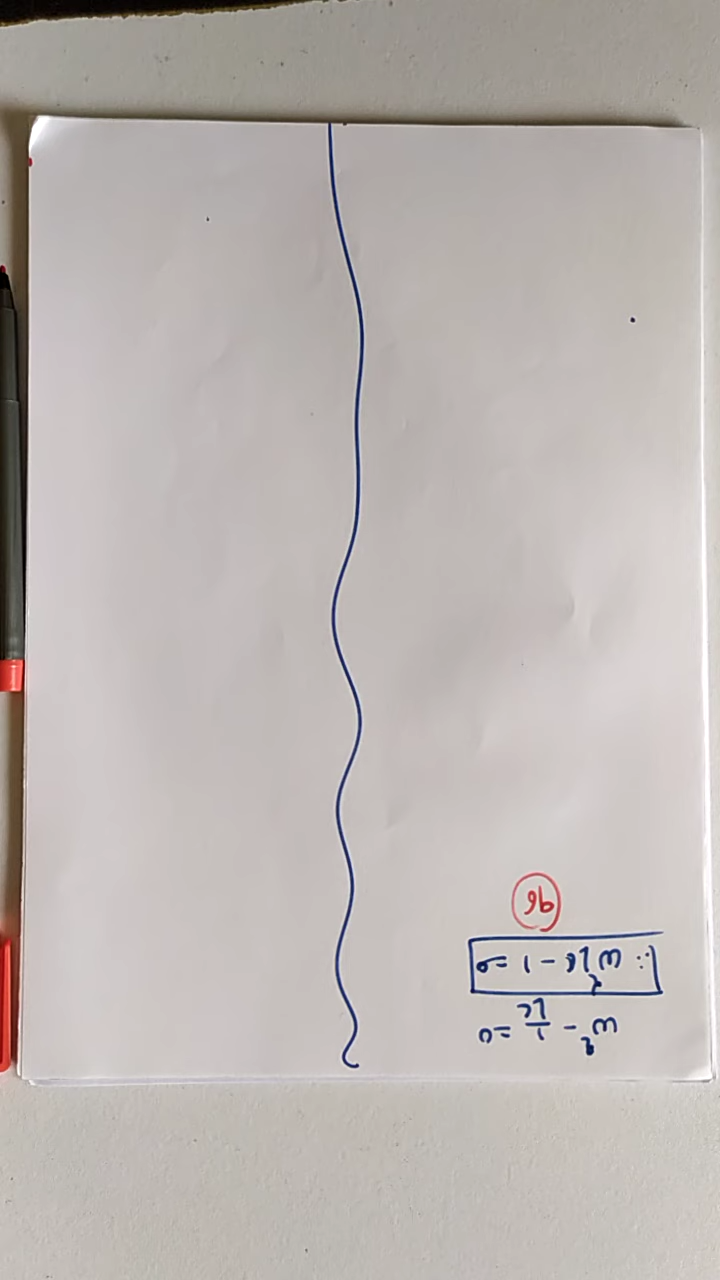 ω² - 1/LC = 0
∴ ω²LC - 1 = 0
96